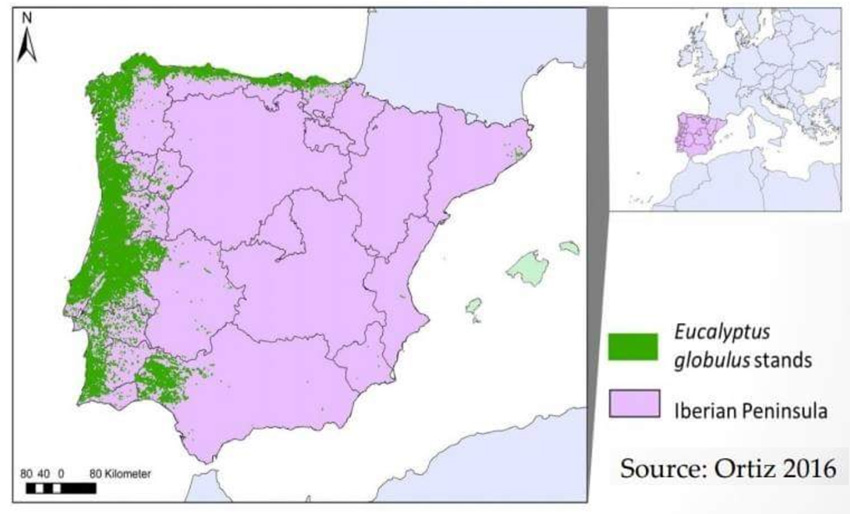 N
80 40 0 80 Kilometer
Eucalyptus
globulus stands
Iberian Peninsula
Source: Ortiz 2016